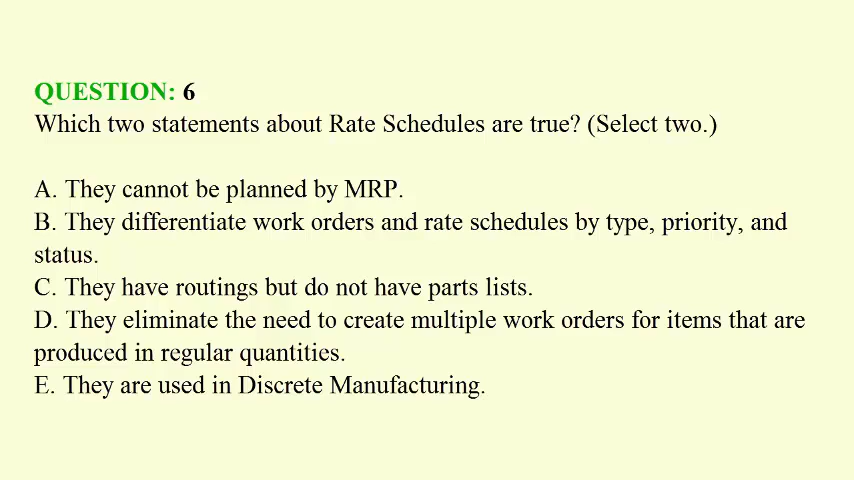 QUESTION: 6
Which two statements about Rate Schedules are true? (Select two.)
A. They cannot be planned by MRP.
B. They differentiate work orders and rate schedules by type, priority, and
status.
C. They have routings but do not have parts lists.
D. They eliminate the need to create multiple work orders for items that are
produced in regular quantities.
E. They are used in Discrete Manufacturing.